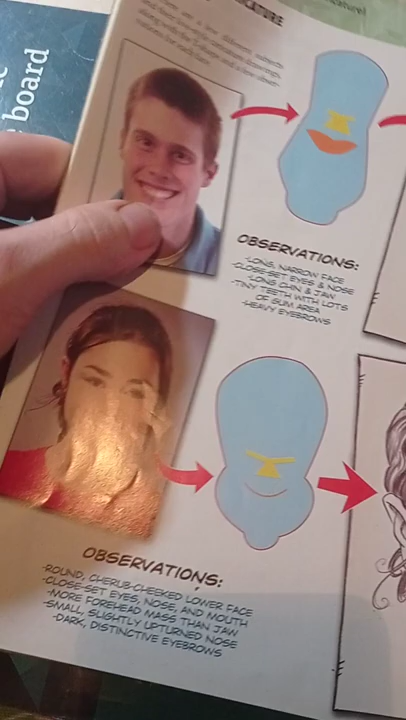 CATURE
board
OBSERVATIONS:
-LONG, NARROW FACE
-CLOSE-SET EYES & NOSE
-LONG CHIN & JAW
-TINY TEETH WITH LOTS
OF GUM AREA
-HEAVY EYEBROWS
OBSERVATIONS:
-ROUND, CHERUB-CHEEKED LOWER FACE
-CLOSE-SET EYES, NOSE, AND MOUTH
-MORE FOREHEAD MASS THAN JAW
-SMALL, SLIGHTLY UPTURNED NOSE
-DARK, DISTINCTIVE EYEBROWS